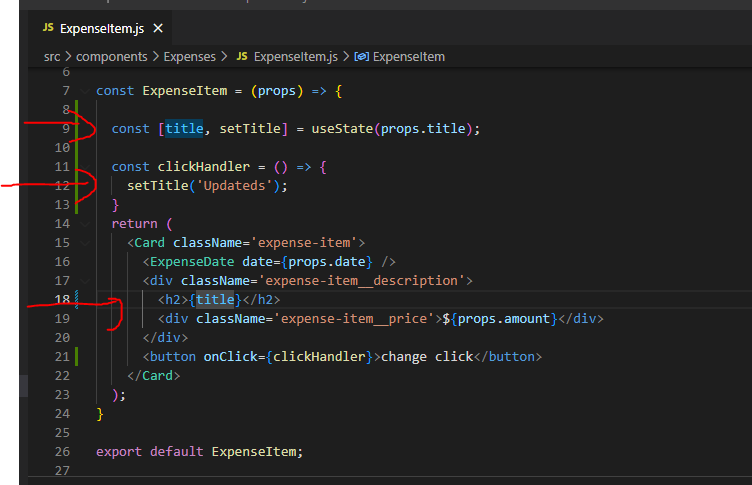 JS ExpenseItem.js ×
src > components > Expenses > JS ExpenseItem.js > ExpenseItem
6
7 const ExpenseItem = (props) => {
8
9 const [title, setTitle] = useState(props.title);
10
11 const clickHandler = () => {
12 setTitle('Updateds');
13 }
14 return (
15 <Card className='expense-item'>
16 <ExpenseDate date={props.date} />
17 <div className='expense-item__description'>
18 <h2>{title}</h2>
19 <div className='expense-item__price'>${props.amount}</div>
20 </div>
21 <button onClick={clickHandler}>change click</button>
22 </Card>
23 );
24 }
25
26 export default ExpenseItem;
27